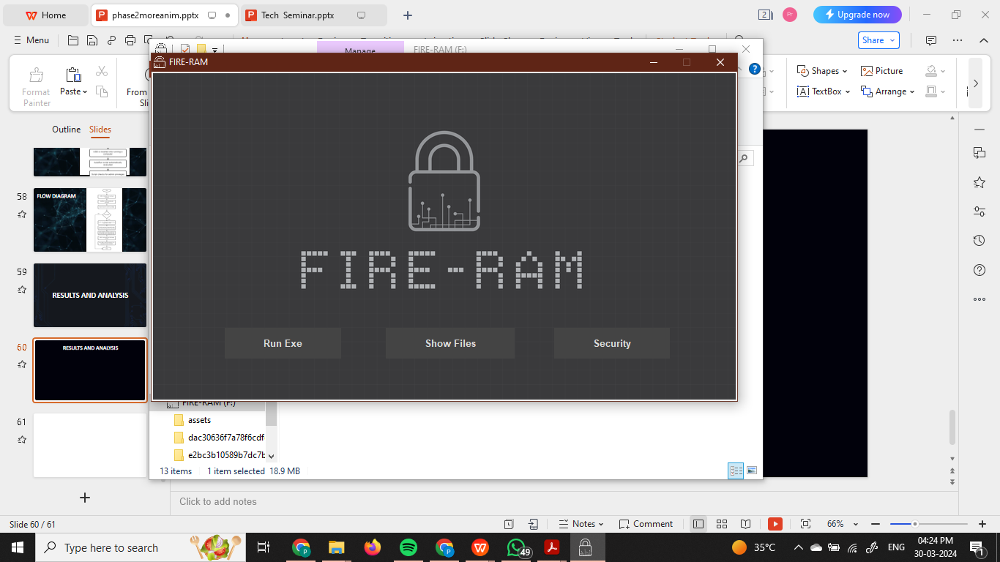 Home
phase2moreanim.pptx
Tech Seminar.pptx
2
Pr
Upgrade now
Menu
Share
Manage
FIRE-RAM (F:)
FIRE-RAM
Format
Painter
Paste
From
Sli
Shapes
Picture
TextBox
Arrange
Outline
Slides
58
FLOW DIAGRAM
59
RESULTS AND ANALYSIS
60
RESULTS AND ANALYSIS
61
FIRE-RAM
Run Exe
Show Files
Security
FIRE-RAM (F:)
assets
dac30636f7a78f6cdf
e2bc3b10589b7dc7b
13 items
1 item selected 18.9 MB
Click to add notes
Slide 60 / 61
Notes
Comment
66%
Type here to search
49
35°C
ENG
04:24 PM
30-03-2024
1